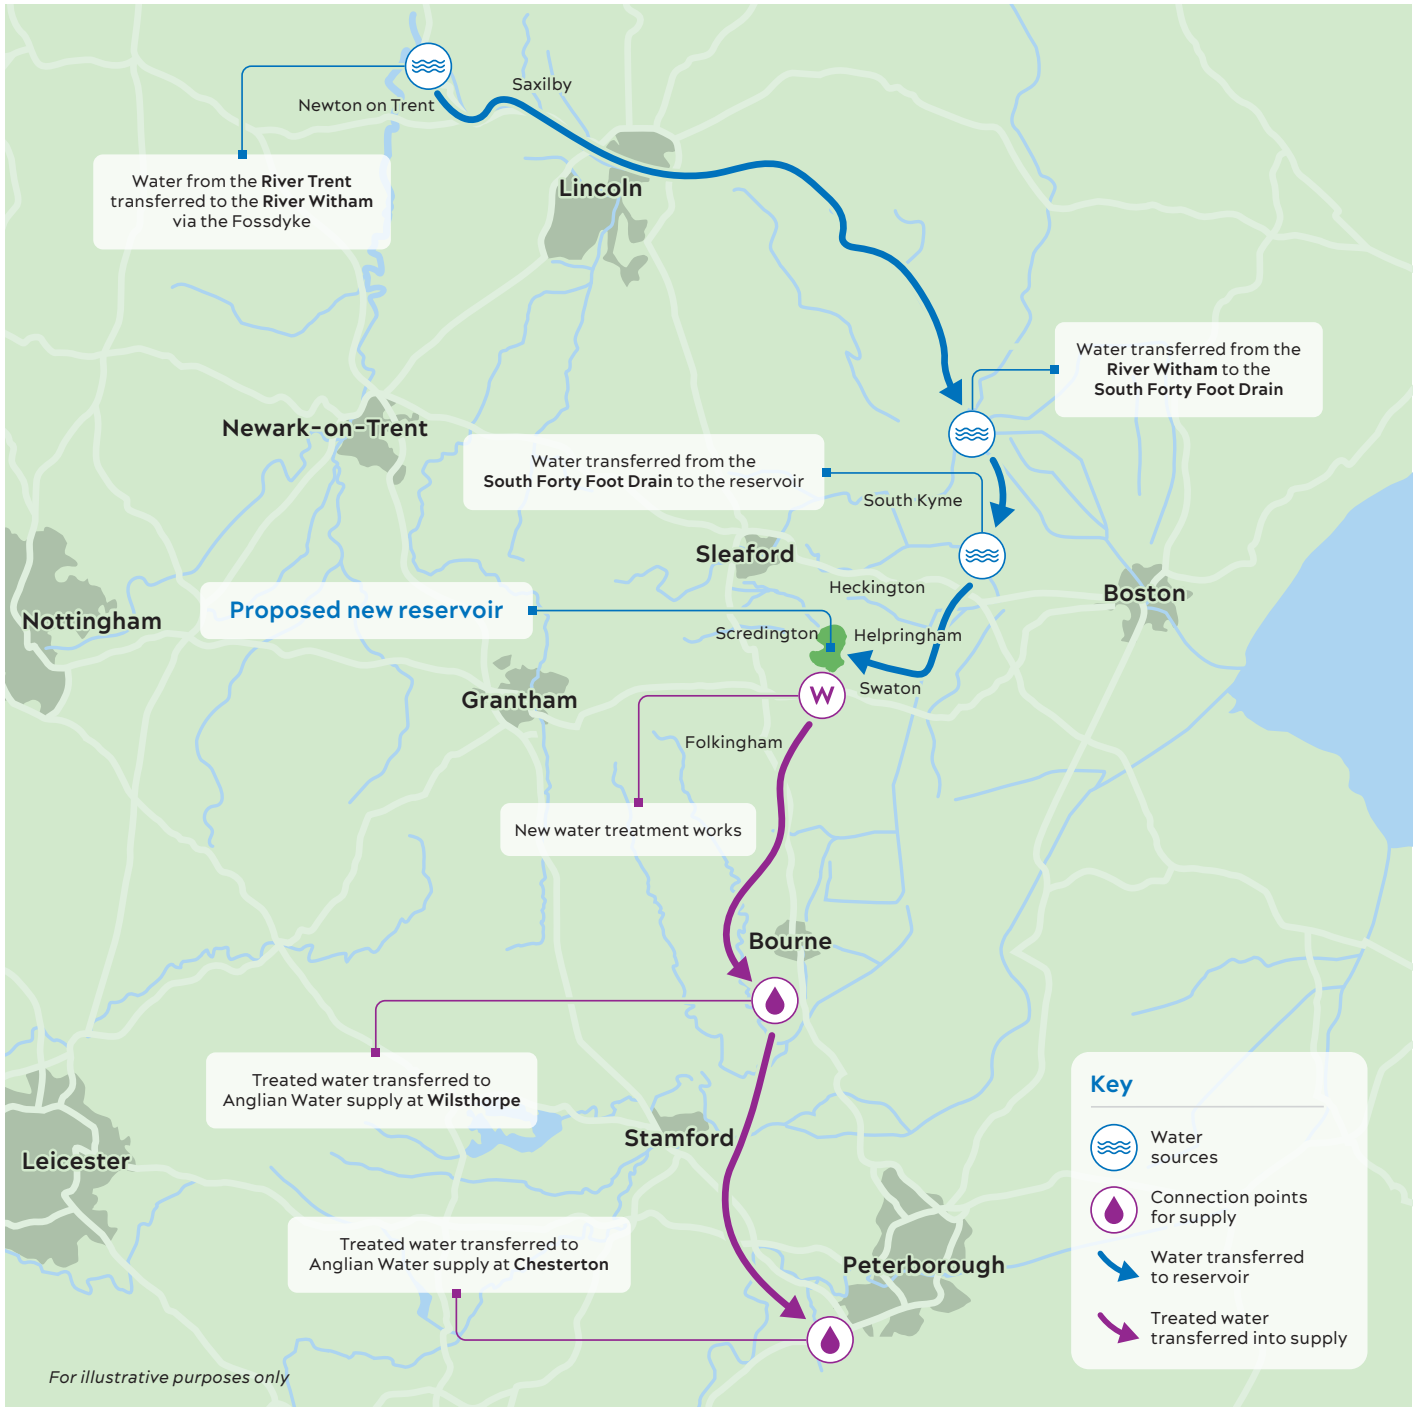 Saxilby
Newton on Trent
Water from the River Trent
transferred to the River Witham
via the Fossdyke
Lincoln
Water transferred from the
River Witham to the
South Forty Foot Drain
Newark-on-Trent
Water transferred from the
South Forty Foot Drain to the reservoir
South Kyme
Sleaford
Heckington
Boston
Proposed new reservoir
Nottingham
Scredington
Helpringham
Swaton
W
Grantham
Folkingham
New water treatment works
Bourne
Treated water transferred to
Anglian Water supply at Wilsthorpe
Stamford
Leicester
Treated water transferred to
Anglian Water supply at Chesterton
Peterborough
Key
Water
sources
Connection points
for supply
Water transferred
to reservoir
Treated water
transferred into supply
For illustrative purposes only